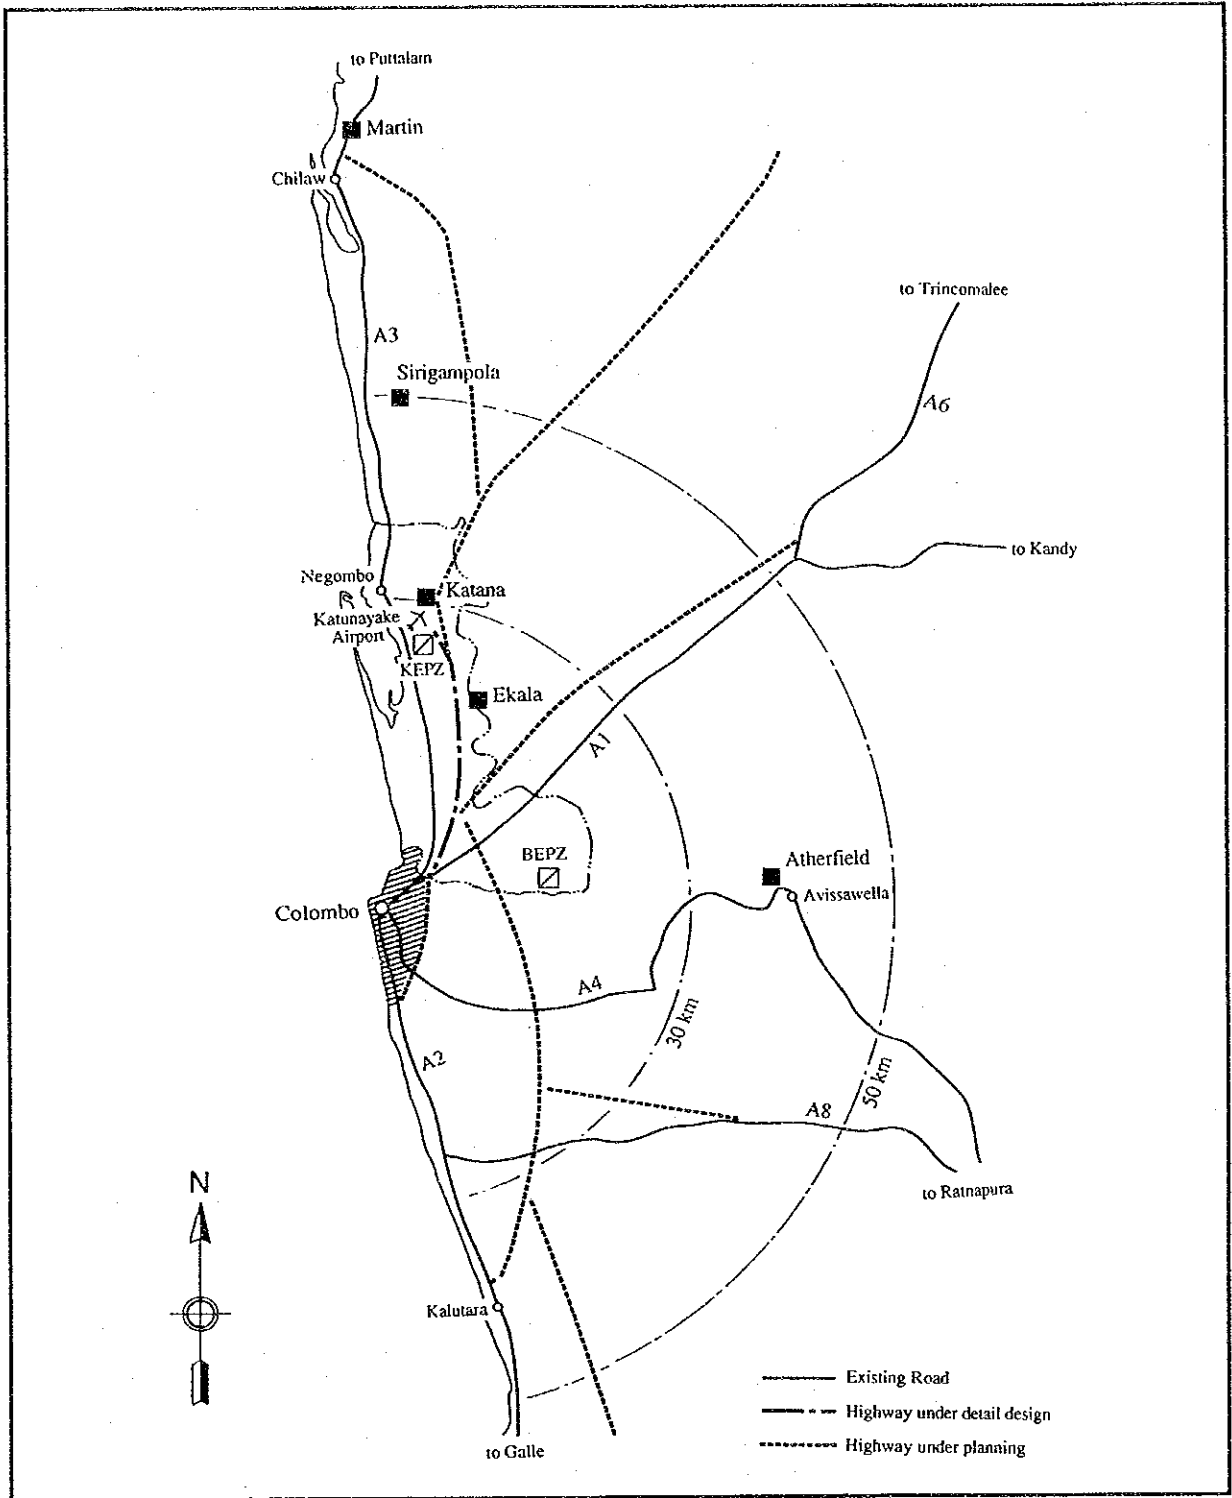 to Puttalam
Martin
Chilaw
to Trincomalee
A3
Sirigampola
A6
to Kandy
Negombo
Katana
Katunayake
Airport
KEPZ
Ekala
A1
BEPZ
Atherfield
Avissawella
Colombo
A4
30 km
A2
50 km
A8
N
to Ratnapura
Kalutara
Existing Road
Highway under detail design
Highway under planning
to Galle